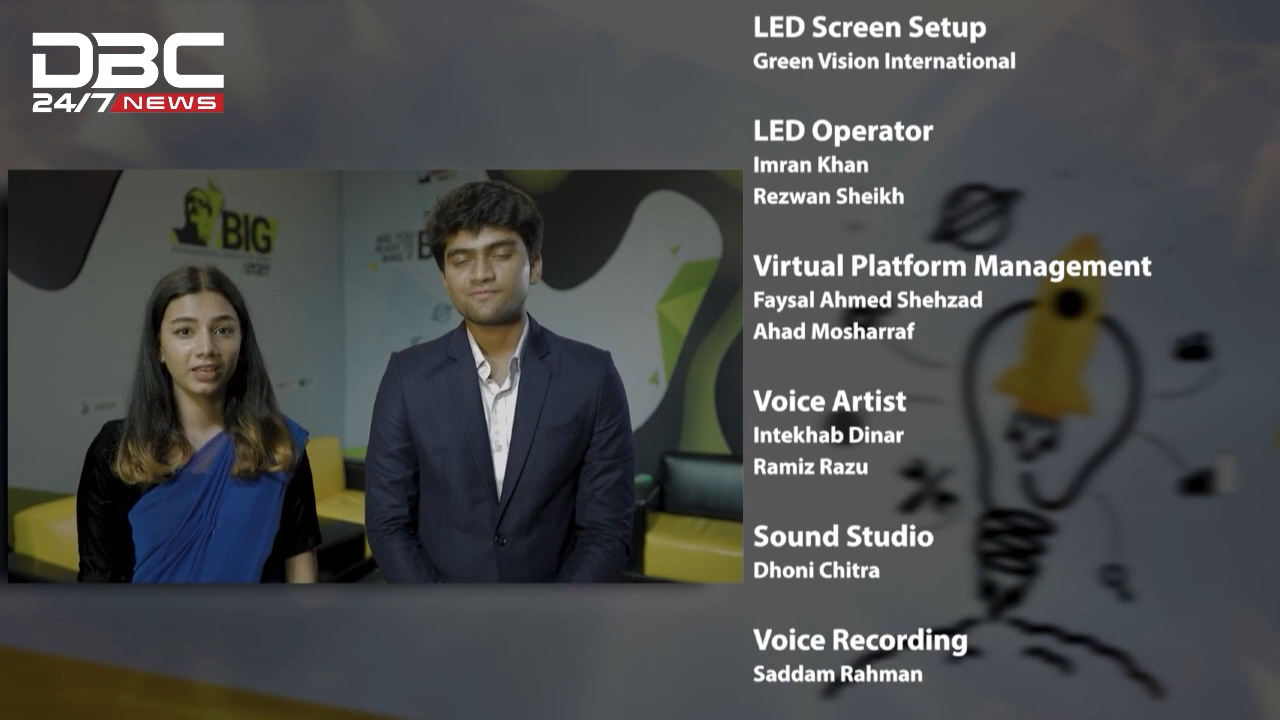 DBC
24/7 NEWS
BIG
LED Screen Setup
Green Vision International
LED Operator
Imran Khan
Rezwan Sheikh
Virtual Platform Management
Faysal Ahmed Shehzad
Ahad Mosharraf
Voice Artist
Intekhab Dinar
Ramiz Razu
Sound Studio
Dhoni Chitra
Voice Recording
Saddam Rahman